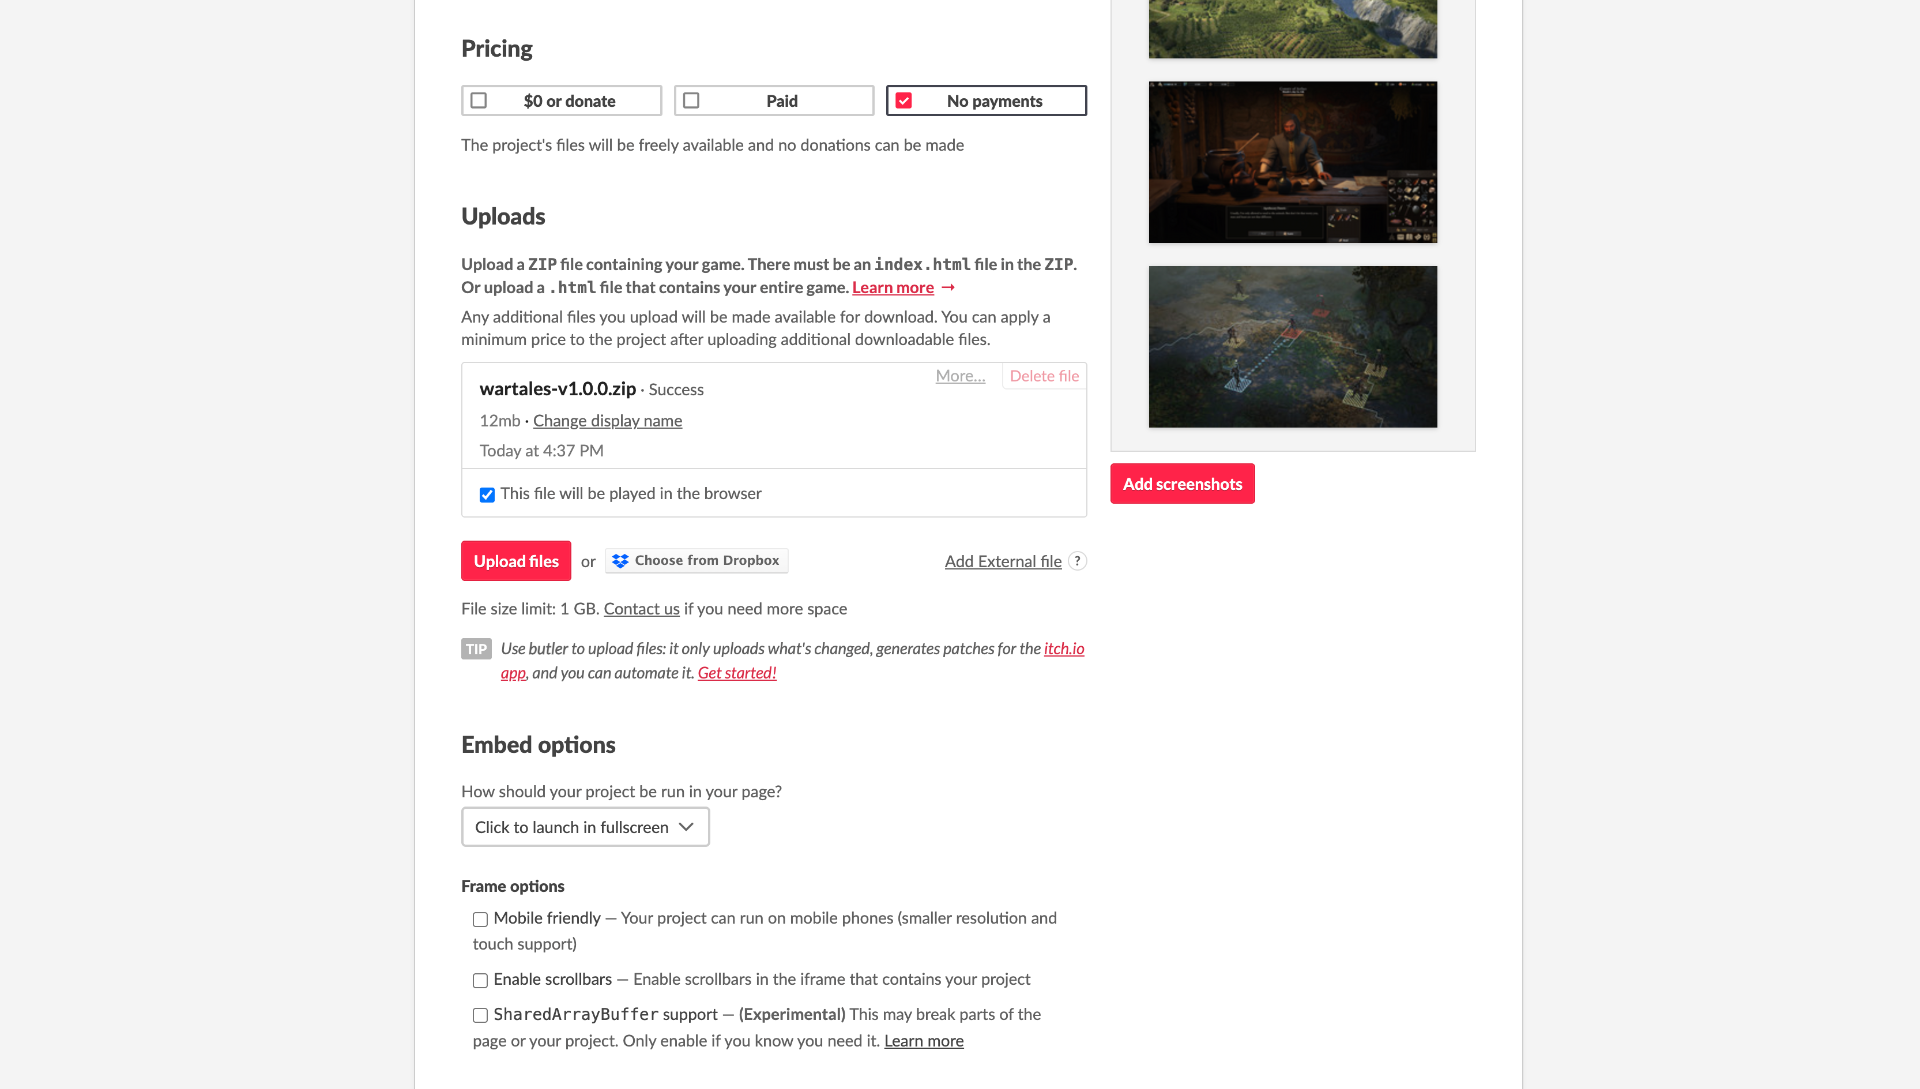 Pricing
$0 or donate
Paid
No payments
The project's files will be freely available and no donations can be made
Uploads
Upload a ZIP file containing your game. There must be an index.html file in the ZIP.
Or upload a .html file that contains your entire game. Learn more →
Any additional files you upload will be made available for download. You can apply a
minimum price to the project after uploading additional downloadable files.
wartales-v1.0.0.zip · Success
More...
Delete file
12mb · Change display name
Today at 4:37 PM
This file will be played in the browser
Upload files or Choose from Dropbox
Add External file ?
File size limit: 1 GB. Contact us if you need more space
TIP Use butler to upload files: it only uploads what's changed, generates patches for the itch.io
app, and you can automate it. Get started!
Embed options
How should your project be run in your page?
Click to launch in fullscreen
Frame options
Mobile friendly — Your project can run on mobile phones (smaller resolution and
touch support)
Enable scrollbars — Enable scrollbars in the iframe that contains your project
SharedArrayBuffer support — (Experimental) This may break parts of the
page or your project. Only enable if you know you need it. Learn more
Add screenshots